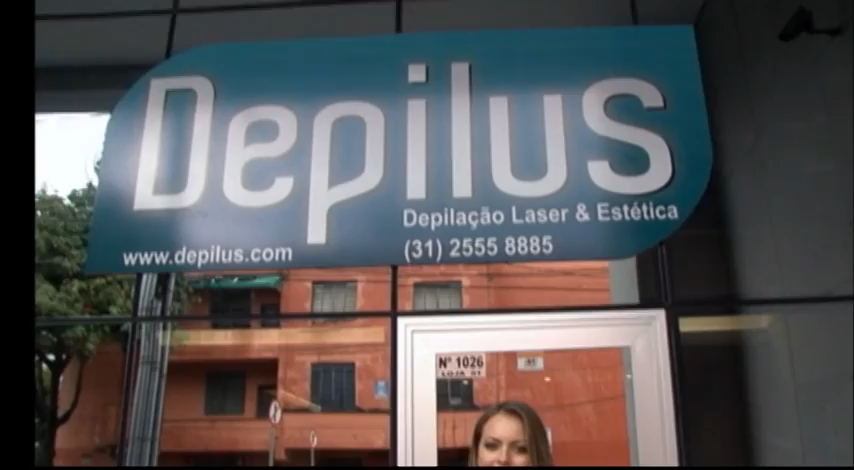 Depilus
Depilação Laser & Estética
www.depilus.com
(31) 2555 8885
Nº 1026
LOJA 01